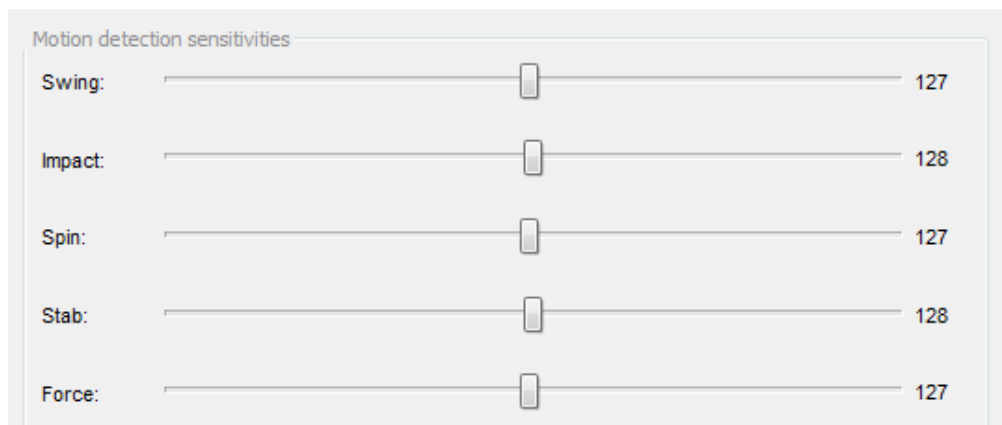 Motion detection sensitivities
Swing: 127
Impact: 128
Spin: 127
Stab: 128
Force: 127